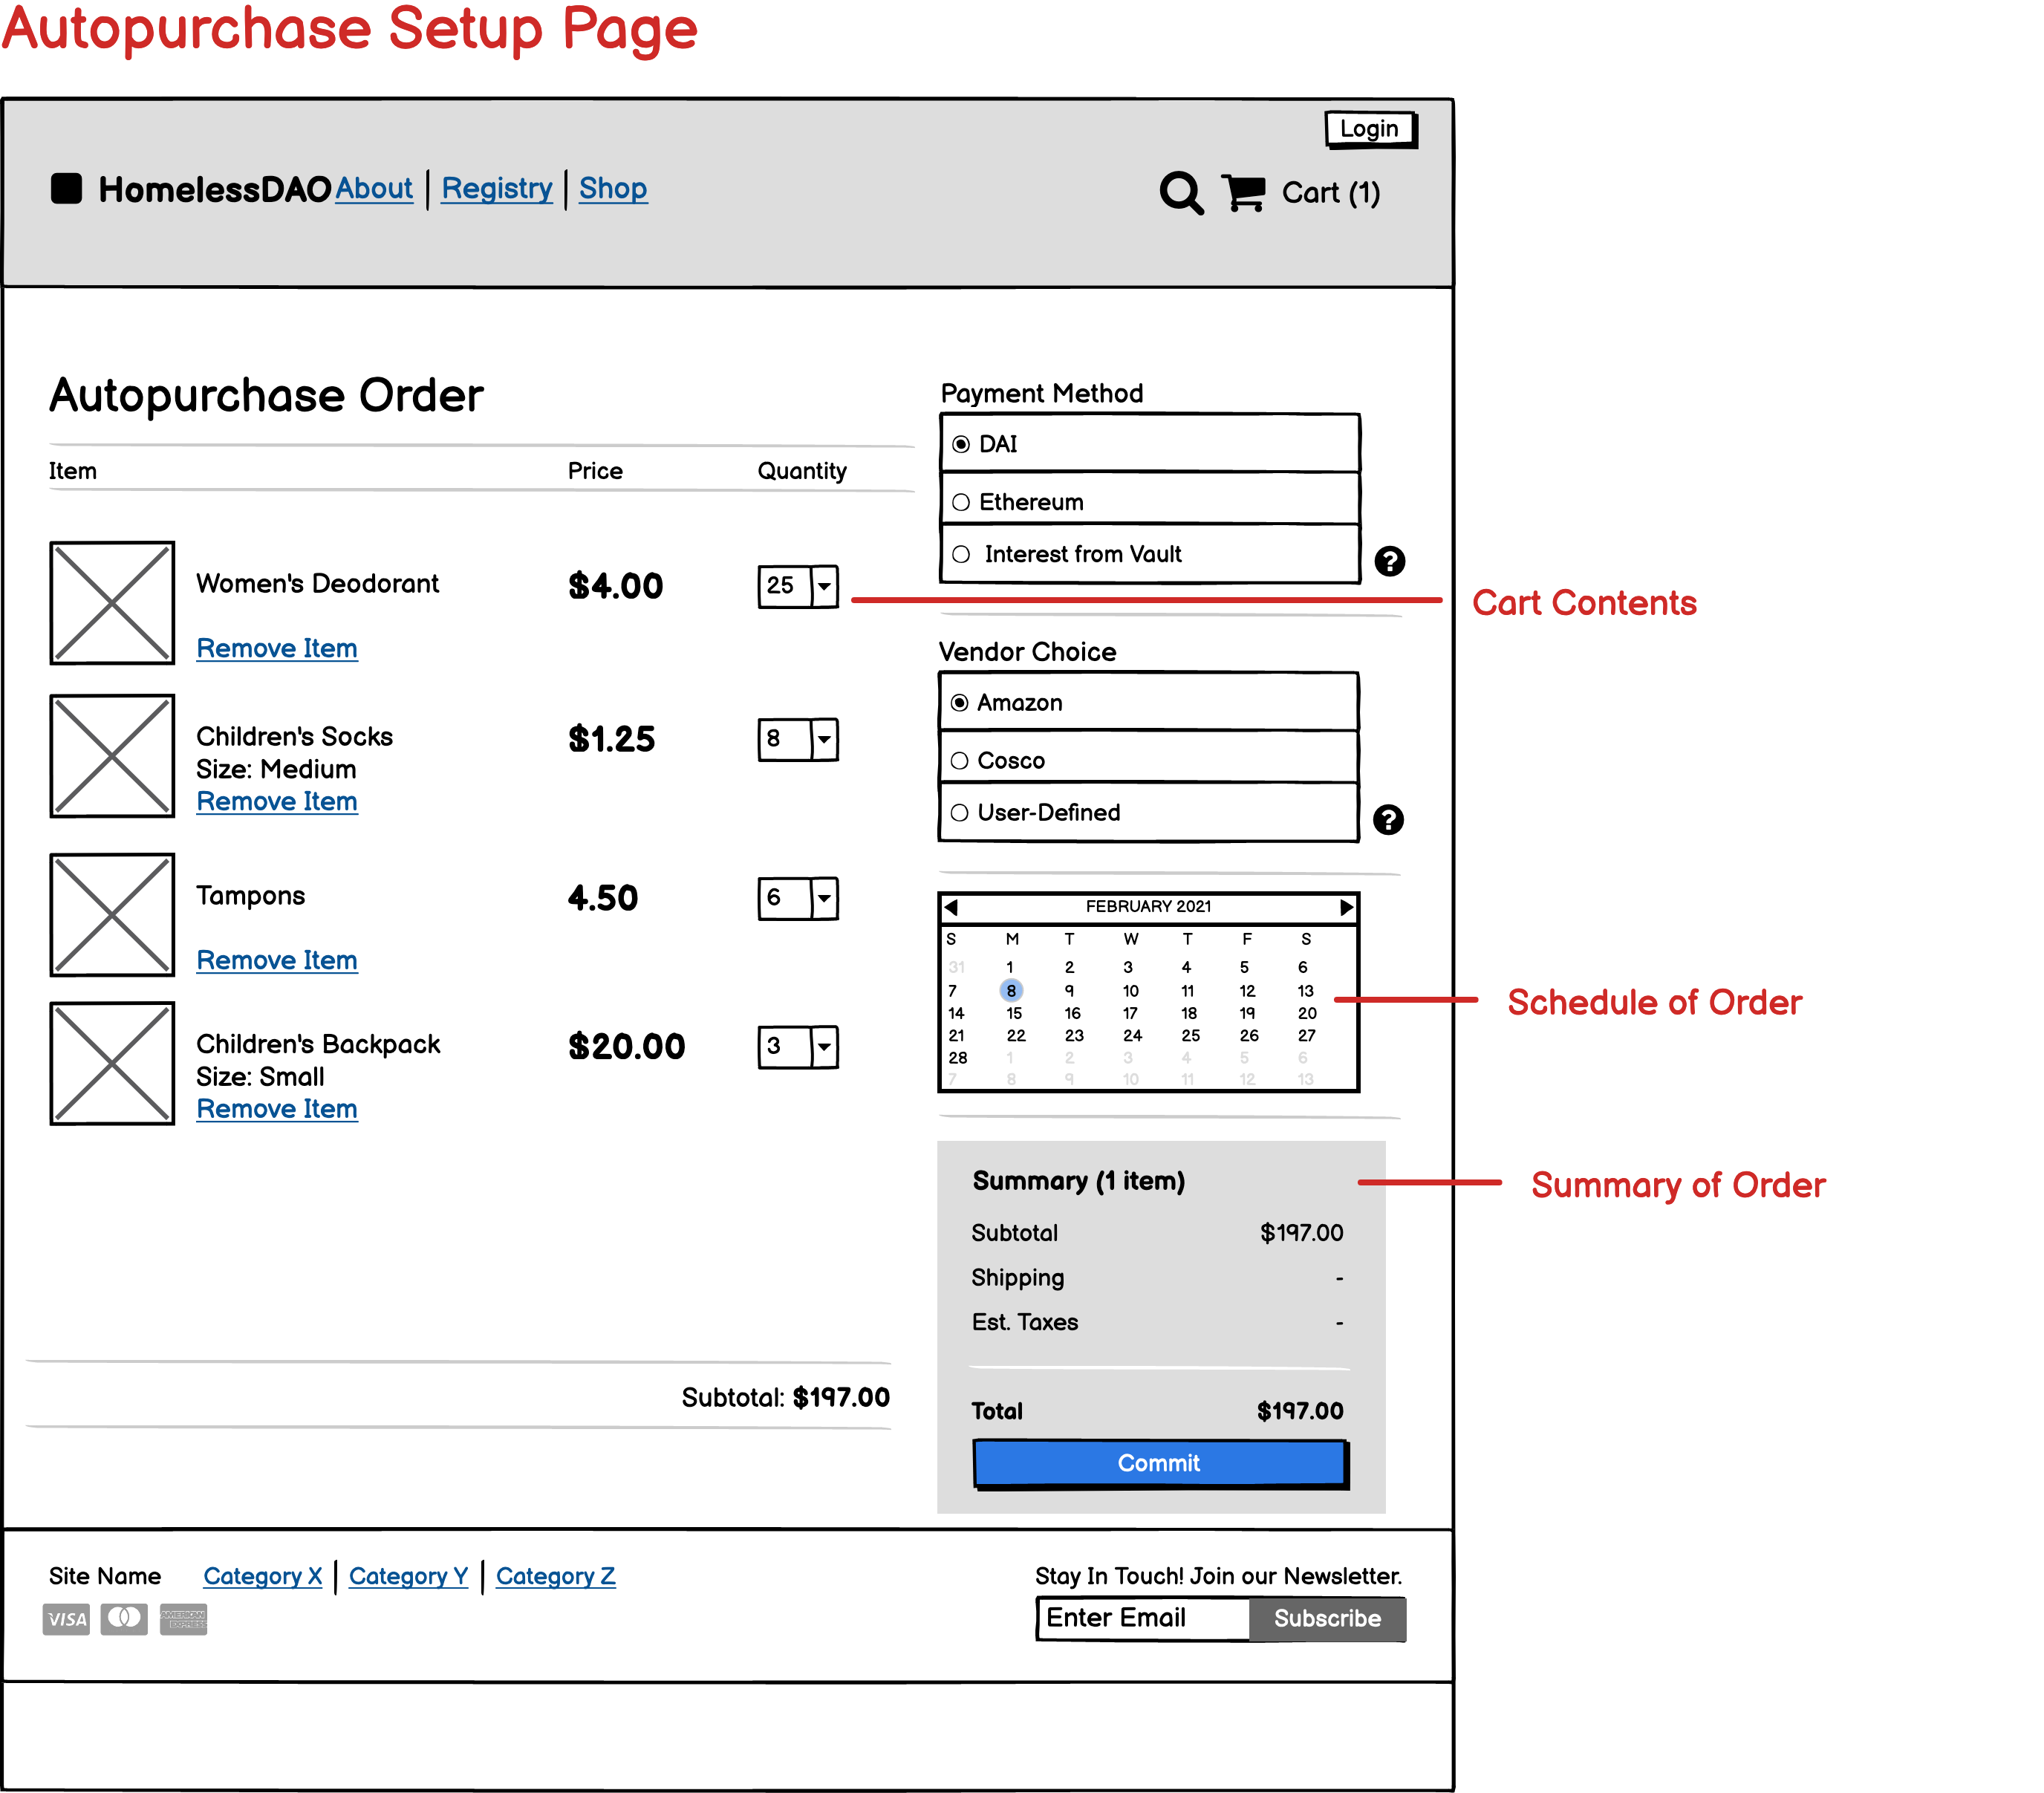 Autopurchase Setup Page
Login
HomelessDAO About Registry Shop
Cart (1)
Autopurchase Order
Item Price Quantity
Women's Deodorant $4.00 25
Remove Item
Children's Socks $1.25 8
Size: Medium
Remove Item
Tampons 4.50 6
Remove Item
Children's Backpack $20.00 3
Size: Small
Remove Item
Subtotal: $197.00
Payment Method
DAI
Ethereum
Interest from Vault
?
Cart Contents
Vendor Choice
Amazon
Cosco
User-Defined
?
FEBRUARY 2021
S M T W T F S
31 1 2 3 4 5 6
7 8 9 10 11 12 13
14 15 16 17 18 19 20
21 22 23 24 25 26 27
28 1 2 3 4 5 6
7 8 9 10 11 12 13
Schedule of Order
Summary (1 item)
Summary of Order
Subtotal $197.00
Shipping -
Est. Taxes -
Total $197.00
Commit
Site Name Category X Category Y Category Z
VISA AMERICAN EXPRESS
Stay In Touch! Join our Newsletter.
Enter Email Subscribe